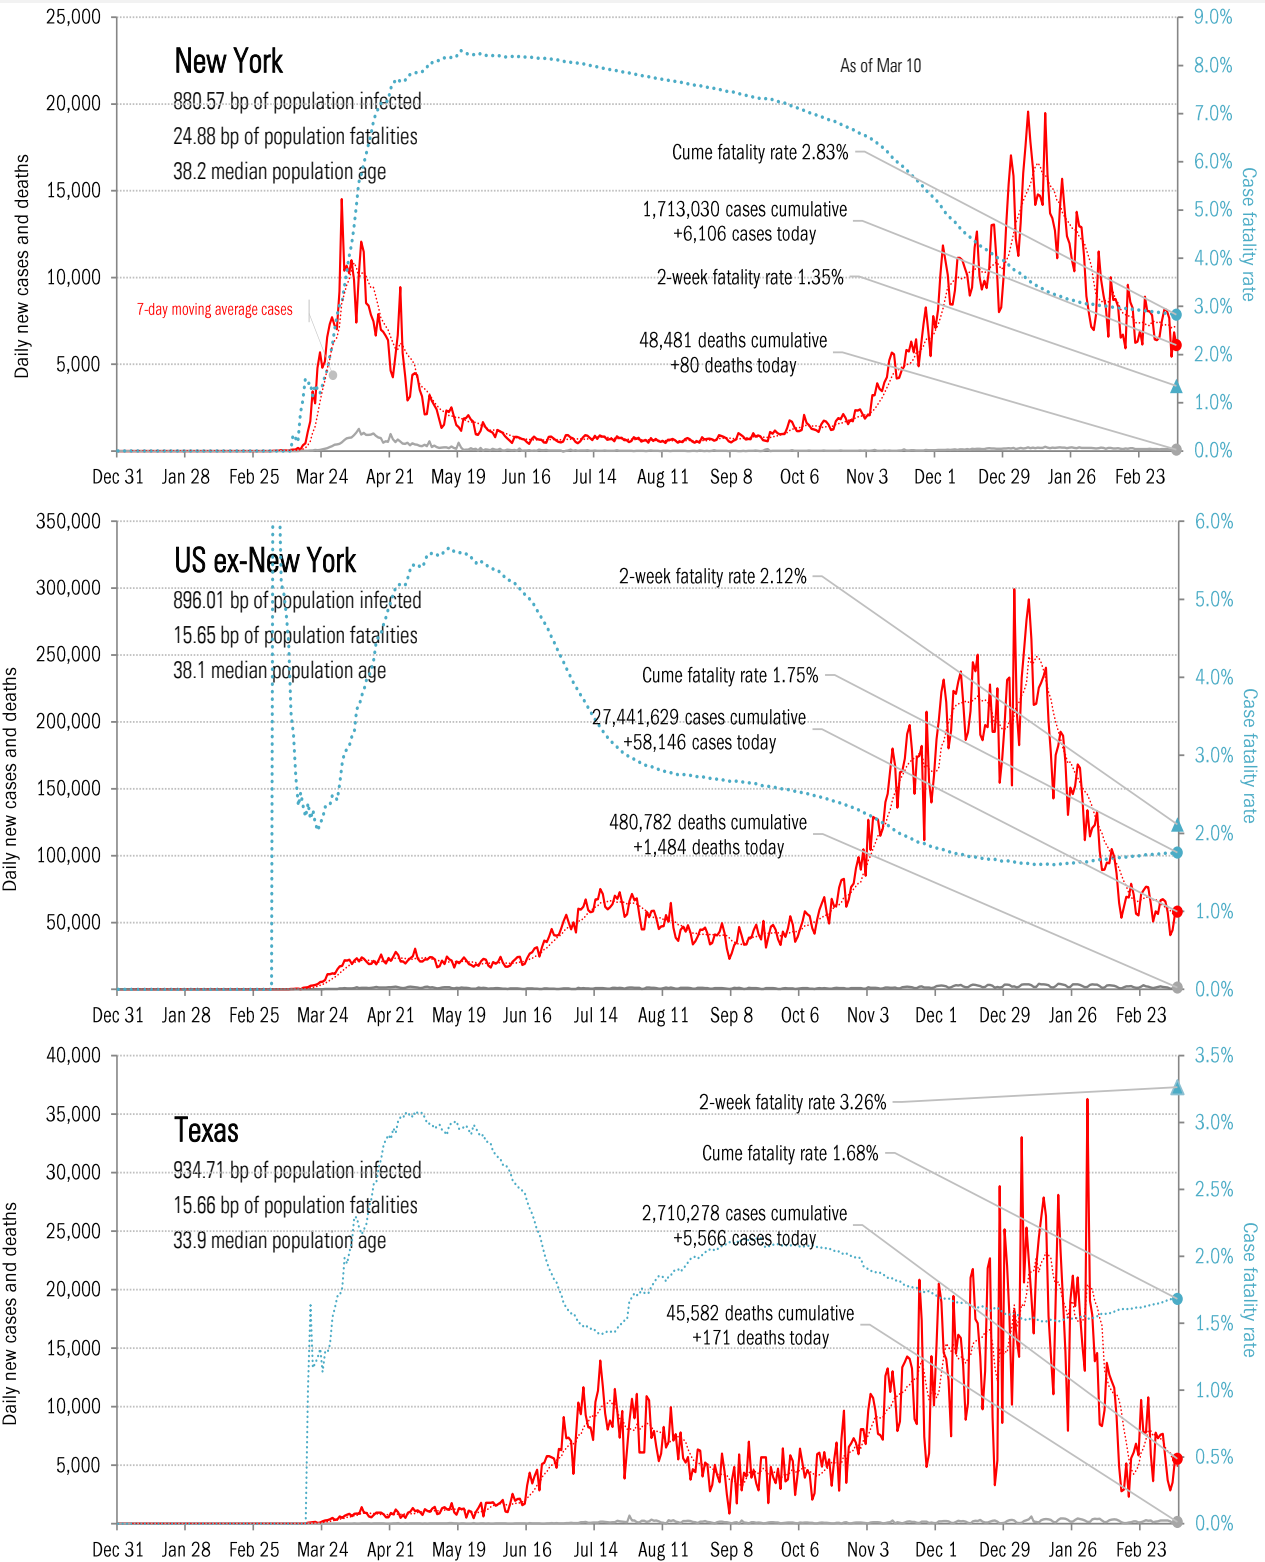 25,000
20,000
15,000
10,000
5,000
Daily new cases and deaths
New York
880.57 bp of population infected
24.88 bp of population fatalities
38.2 median population age
As of Mar 10
7-day moving average cases
Cume fatality rate 2.83%
1,713,030 cases cumulative
+6,106 cases today
2-week fatality rate 1.35%
48,481 deaths cumulative
+80 deaths today
9.0%
8.0%
7.0%
6.0%
5.0%
4.0%
3.0%
2.0%
1.0%
0.0%
Case fatality rate
Dec 31 Jan 28 Feb 25 Mar 24 Apr 21 May 19 Jun 16 Jul 14 Aug 11 Sep 8 Oct 6 Nov 3 Dec 1 Dec 29 Jan 26 Feb 23
350,000
300,000
250,000
200,000
150,000
100,000
50,000
Daily new cases and deaths
US ex-New York
896.01 bp of population infected
15.65 bp of population fatalities
38.1 median population age
2-week fatality rate 2.12%
Cume fatality rate 1.75%
27,441,629 cases cumulative
+58,146 cases today
480,782 deaths cumulative
+1,484 deaths today
6.0%
5.0%
4.0%
3.0%
2.0%
1.0%
0.0%
Case fatality rate
Dec 31 Jan 28 Feb 25 Mar 24 Apr 21 May 19 Jun 16 Jul 14 Aug 11 Sep 8 Oct 6 Nov 3 Dec 1 Dec 29 Jan 26 Feb 23
40,000
35,000
30,000
25,000
20,000
15,000
10,000
5,000
Daily new cases and deaths
Texas
934.71 bp of population infected
15.66 bp of population fatalities
33.9 median population age
2-week fatality rate 3.26%
Cume fatality rate 1.68%
2,710,278 cases cumulative
+5,566 cases today
45,582 deaths cumulative
+171 deaths today
3.5%
3.0%
2.5%
2.0%
1.5%
1.0%
0.5%
0.0%
Case fatality rate
Dec 31 Jan 28 Feb 25 Mar 24 Apr 21 May 19 Jun 16 Jul 14 Aug 11 Sep 8 Oct 6 Nov 3 Dec 1 Dec 29 Jan 26 Feb 23